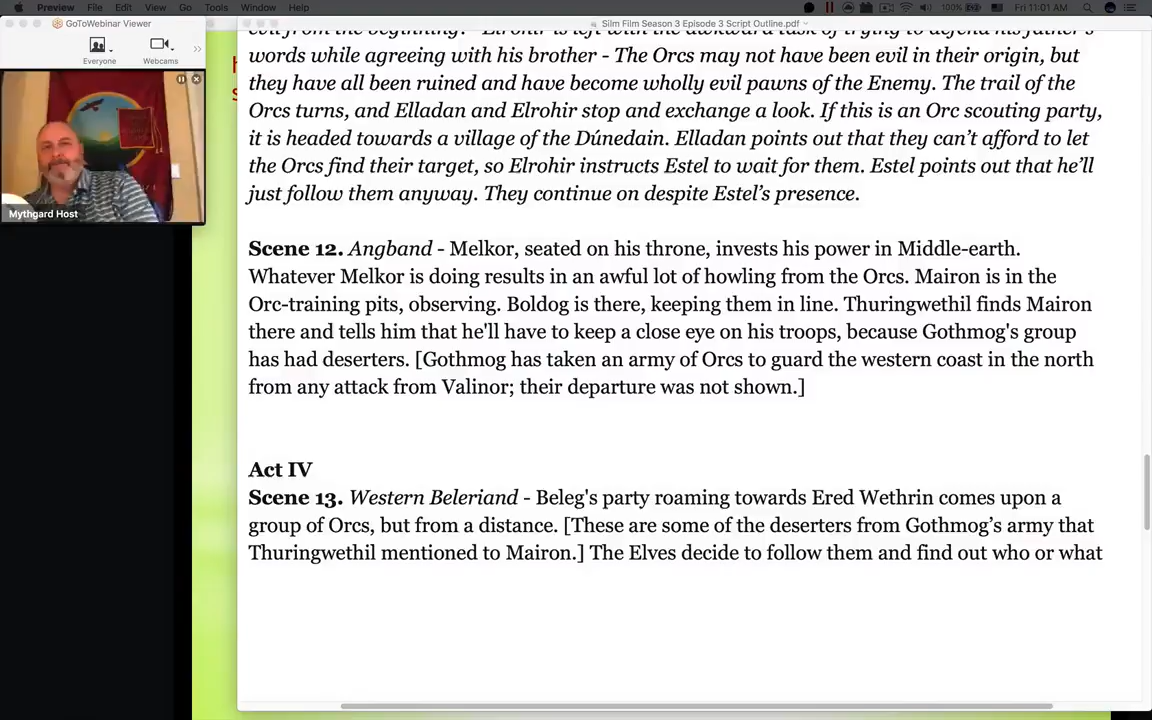 Preview File Edit View Go Tools Window Help 100% Fri 11:01 AM
GoToWebinar Viewer
Silm Film Season 3 Episode 3 Script Outline.pdf
Everyone Webcams
Mythgard Host
words while agreeing with his brother - The Orcs may not have been evil in their origin, but
they have all been ruined and have become wholly evil pawns of the Enemy. The trail of the
Orcs turns, and Elladan and Elrohir stop and exchange a look. If this is an Orc scouting party,
it is headed towards a village of the Dúnedain. Elladan points out that they can't afford to let
the Orcs find their target, so Elrohir instructs Estel to wait for them. Estel points out that he'll
just follow them anyway. They continue on despite Estel's presence.
Scene 12. Angband - Melkor, seated on his throne, invests his power in Middle-earth.
Whatever Melkor is doing results in an awful lot of howling from the Orcs. Mairon is in the
Orc-training pits, observing. Boldog is there, keeping them in line. Thuringwethil finds Mairon
there and tells him that he'll have to keep a close eye on his troops, because Gothmog's group
has had deserters. [Gothmog has taken an army of Orcs to guard the western coast in the north
from any attack from Valinor; their departure was not shown.]
Act IV
Scene 13. Western Beleriand - Beleg's party roaming towards Ered Wethrin comes upon a
group of Orcs, but from a distance. [These are some of the deserters from Gothmog's army that
Thuringwethil mentioned to Mairon.] The Elves decide to follow them and find out who or what